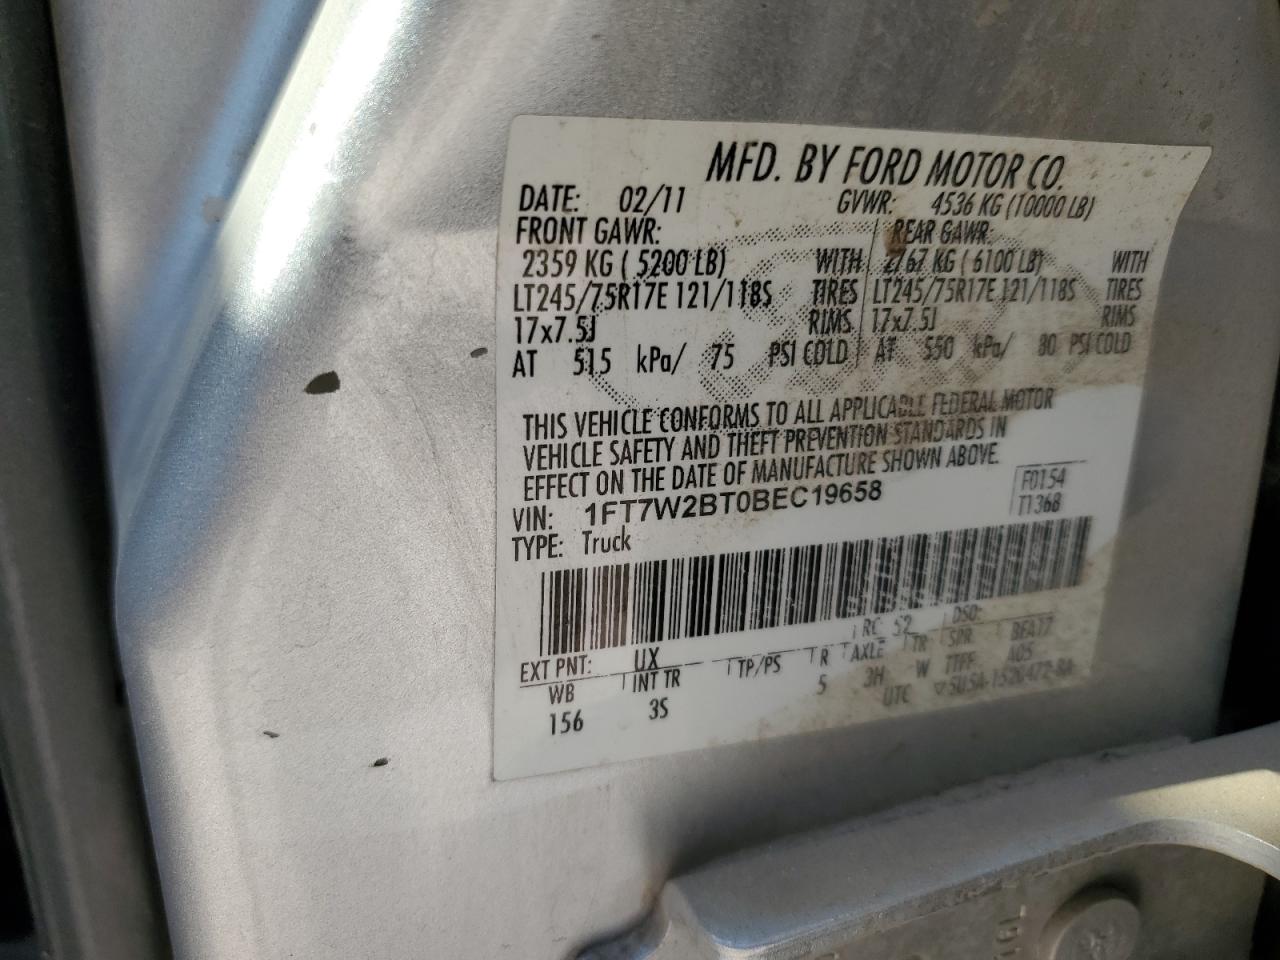 MFD. BY FORD MOTOR CO.
DATE: 02/11 GVWR: 4536 KG (10000 LB)
FRONT GAWR: REAR GAWR:
2359 KG ( 5200 LB) WITH 2767 KG ( 6100 LB) WITH
LT245/75R17E 121/118S TIRES LT245/75R17E 121/118S TIRES
17x7.5J RIMS 17x7.5J RIMS
AT 515 kPa/ 75 PSI COLD AT 550 kPa/ 80 PSI COLD
THIS VEHICLE CONFORMS TO ALL APPLICABLE FEDERAL MOTOR
VEHICLE SAFETY AND THEFT PREVENTION STANDARDS IN
EFFECT ON THE DATE OF MANUFACTURE SHOWN ABOVE.
VIN: 1FT7W2BT0BEC19658 F0154
TYPE: Truck T1368
EXT PNT: UX RC: 52 DSO:
WB INT TR TP/PS R AXLE TR SPR BFA17
156 3S 5 3H W TTFF A05
UTC